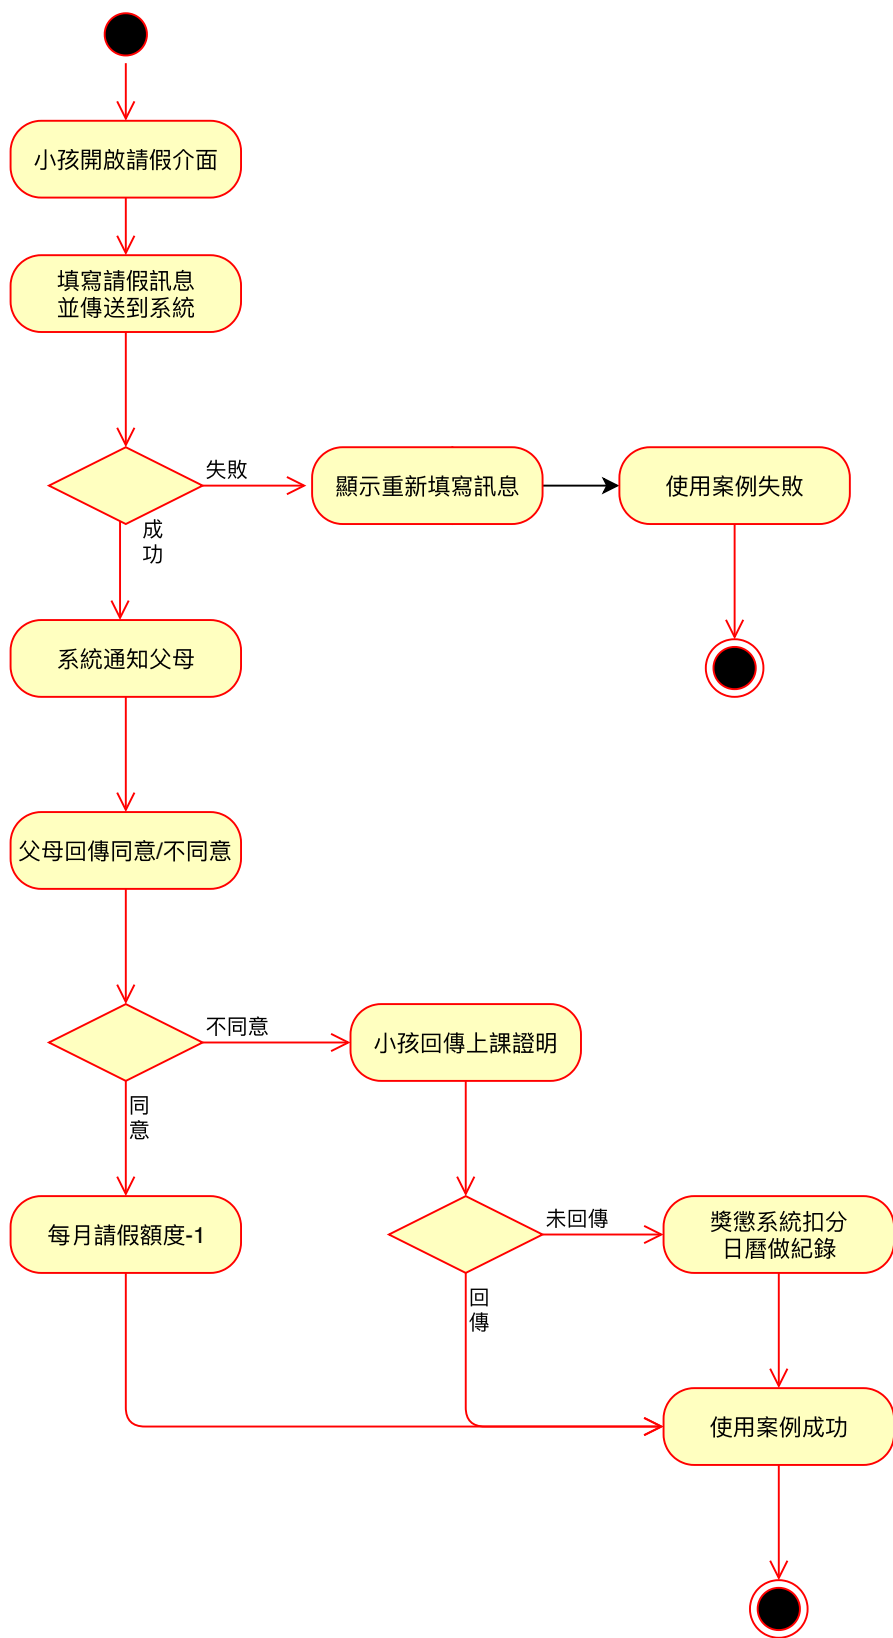 小孩開啟請假介面
填寫請假訊息
並傳送到系統
失敗
顯示重新填寫訊息
使用案例失敗
成
功
系統通知父母
父母回傳同意/不同意
不同意
小孩回傳上課證明
同
意
每月請假額度-1
未回傳
獎懲系統扣分
日曆做紀錄
回
傳
使用案例成功